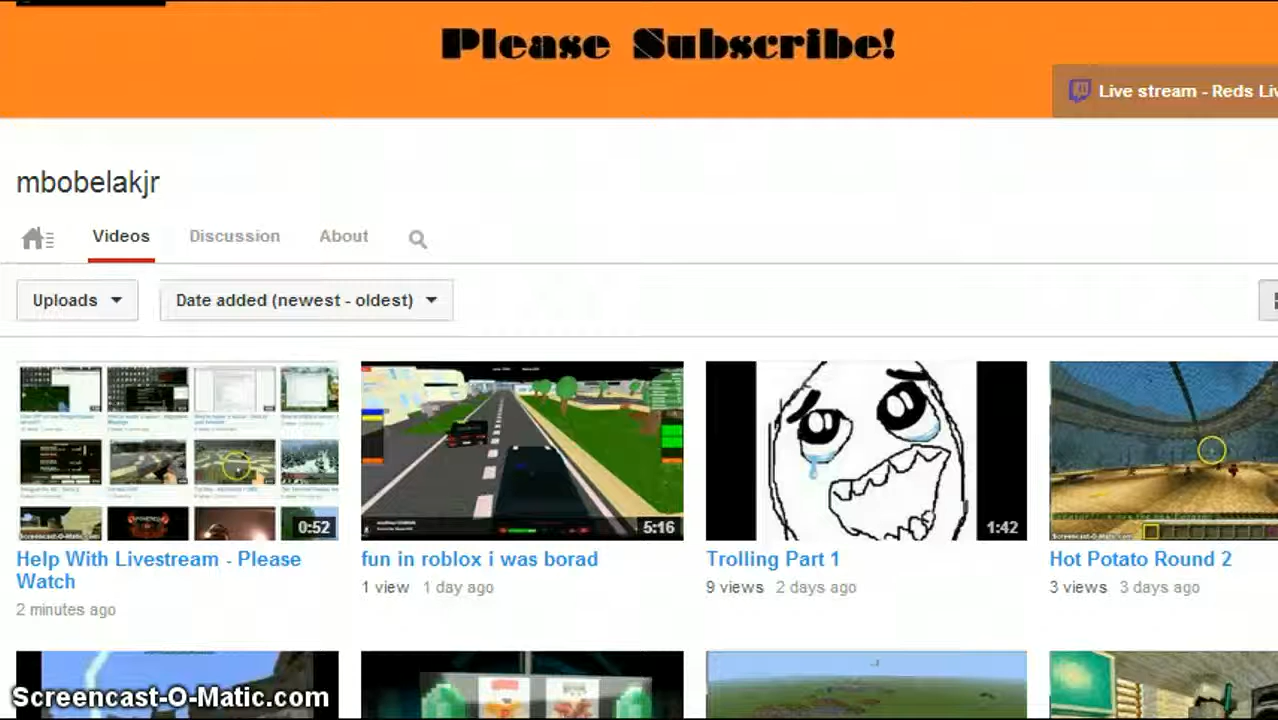 Please Subscribe!
Live stream - Reds Liv
mbobelakjr
Videos
Discussion
About
Uploads
Date added (newest - oldest)
0:52
5:16
1:42
Help With Livestream - Please
Watch
2 minutes ago
fun in roblox i was borad
1 view 1 day ago
Trolling Part 1
9 views 2 days ago
Hot Potato Round 2
3 views 3 days ago
Screencast-O-Matic.com